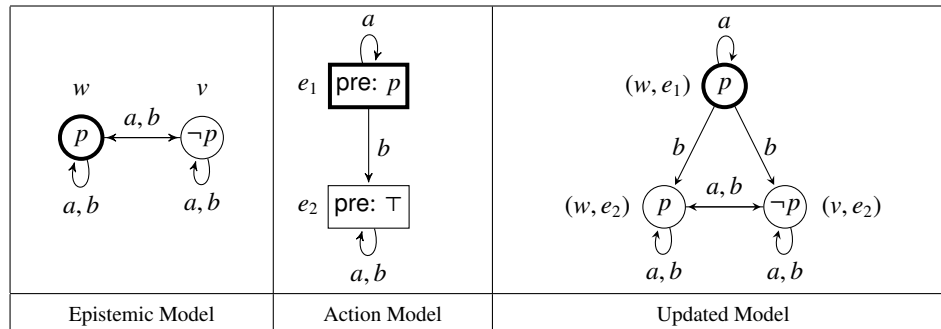 w
v
p
a, b
¬p
a, b
a, b
Epistemic Model
a
e₁
pre: p
b
e₂
pre: ⊤
a, b
Action Model
a
(w, e₁)
p
b
b
(w, e₂)
p
a, b
¬p
(v, e₂)
a, b
a, b
Updated Model